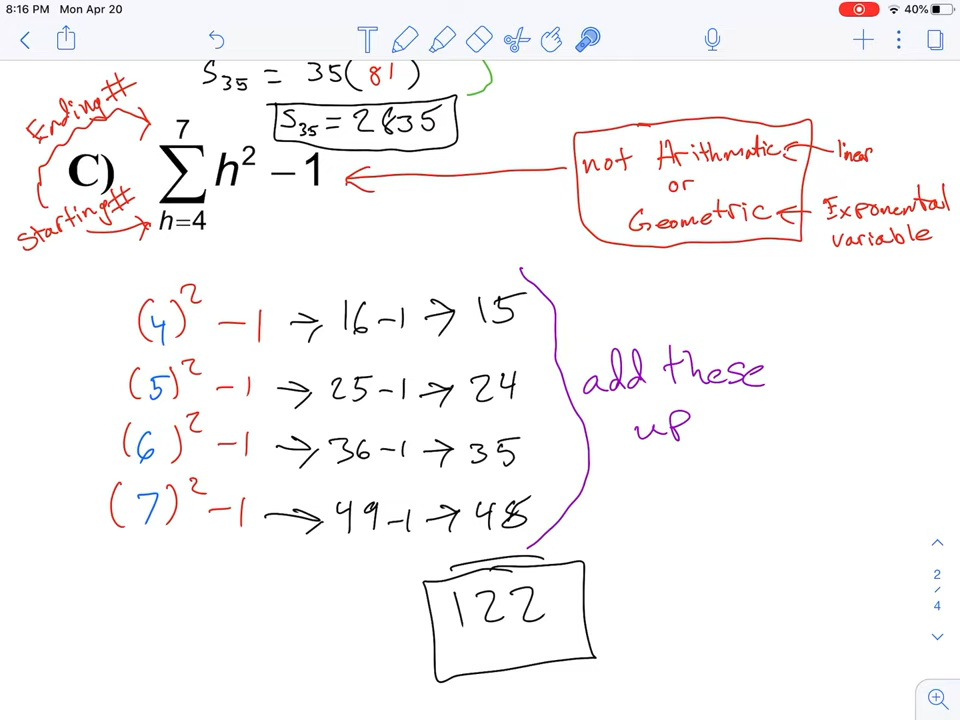 8:16 PM Mon Apr 20
40%
S₃₅ = 35(81)
S₃₅ = 2835
Ending#
C) 7 ∑ h=4 h² − 1
Starting#
not Arithmatic ← linear
or
Geometric ← Exponential variable
(4)² − 1 → 16 − 1 → 15
(5)² − 1 → 25 − 1 → 24
(6)² − 1 → 36 − 1 → 35
(7)² − 1 → 49 − 1 → 48
add these
up
122
2
/
4